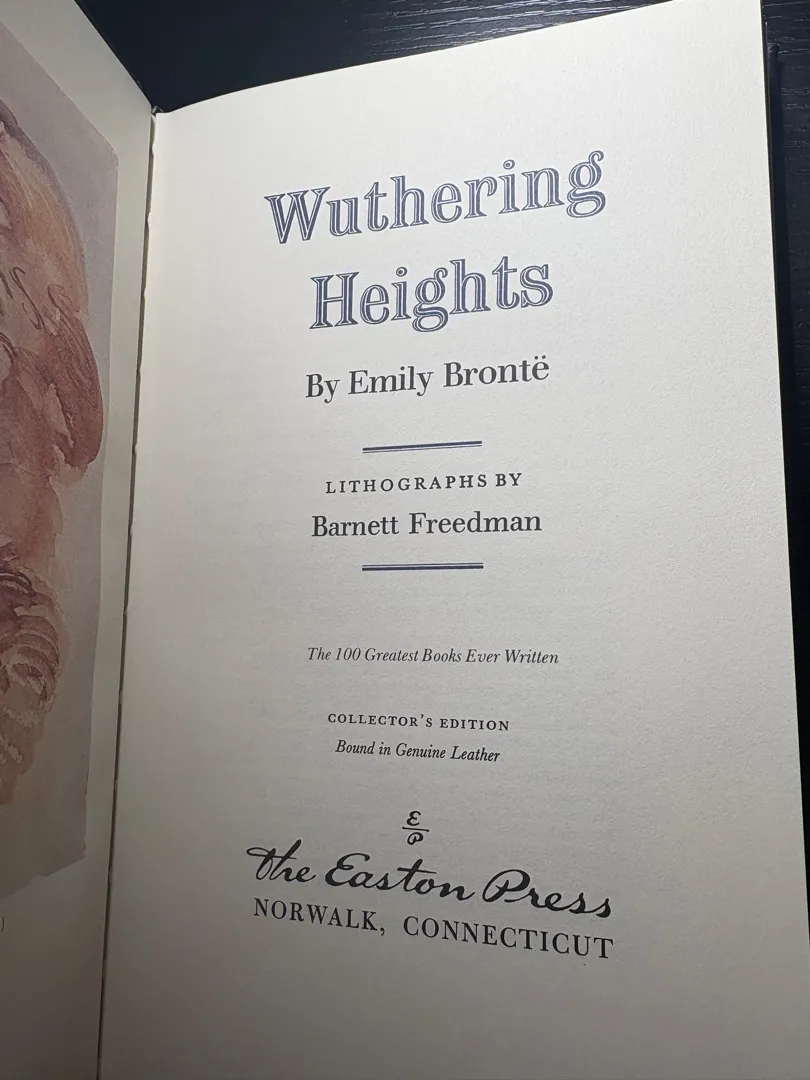 Wuthering
Heights
By Emily Brontë
LITHOGRAPHS BY
Barnett Freedman
The 100 Greatest Books Ever Written
COLLECTOR'S EDITION
Bound in Genuine Leather
E
P
The Easton Press
NORWALK, CONNECTICUT
)